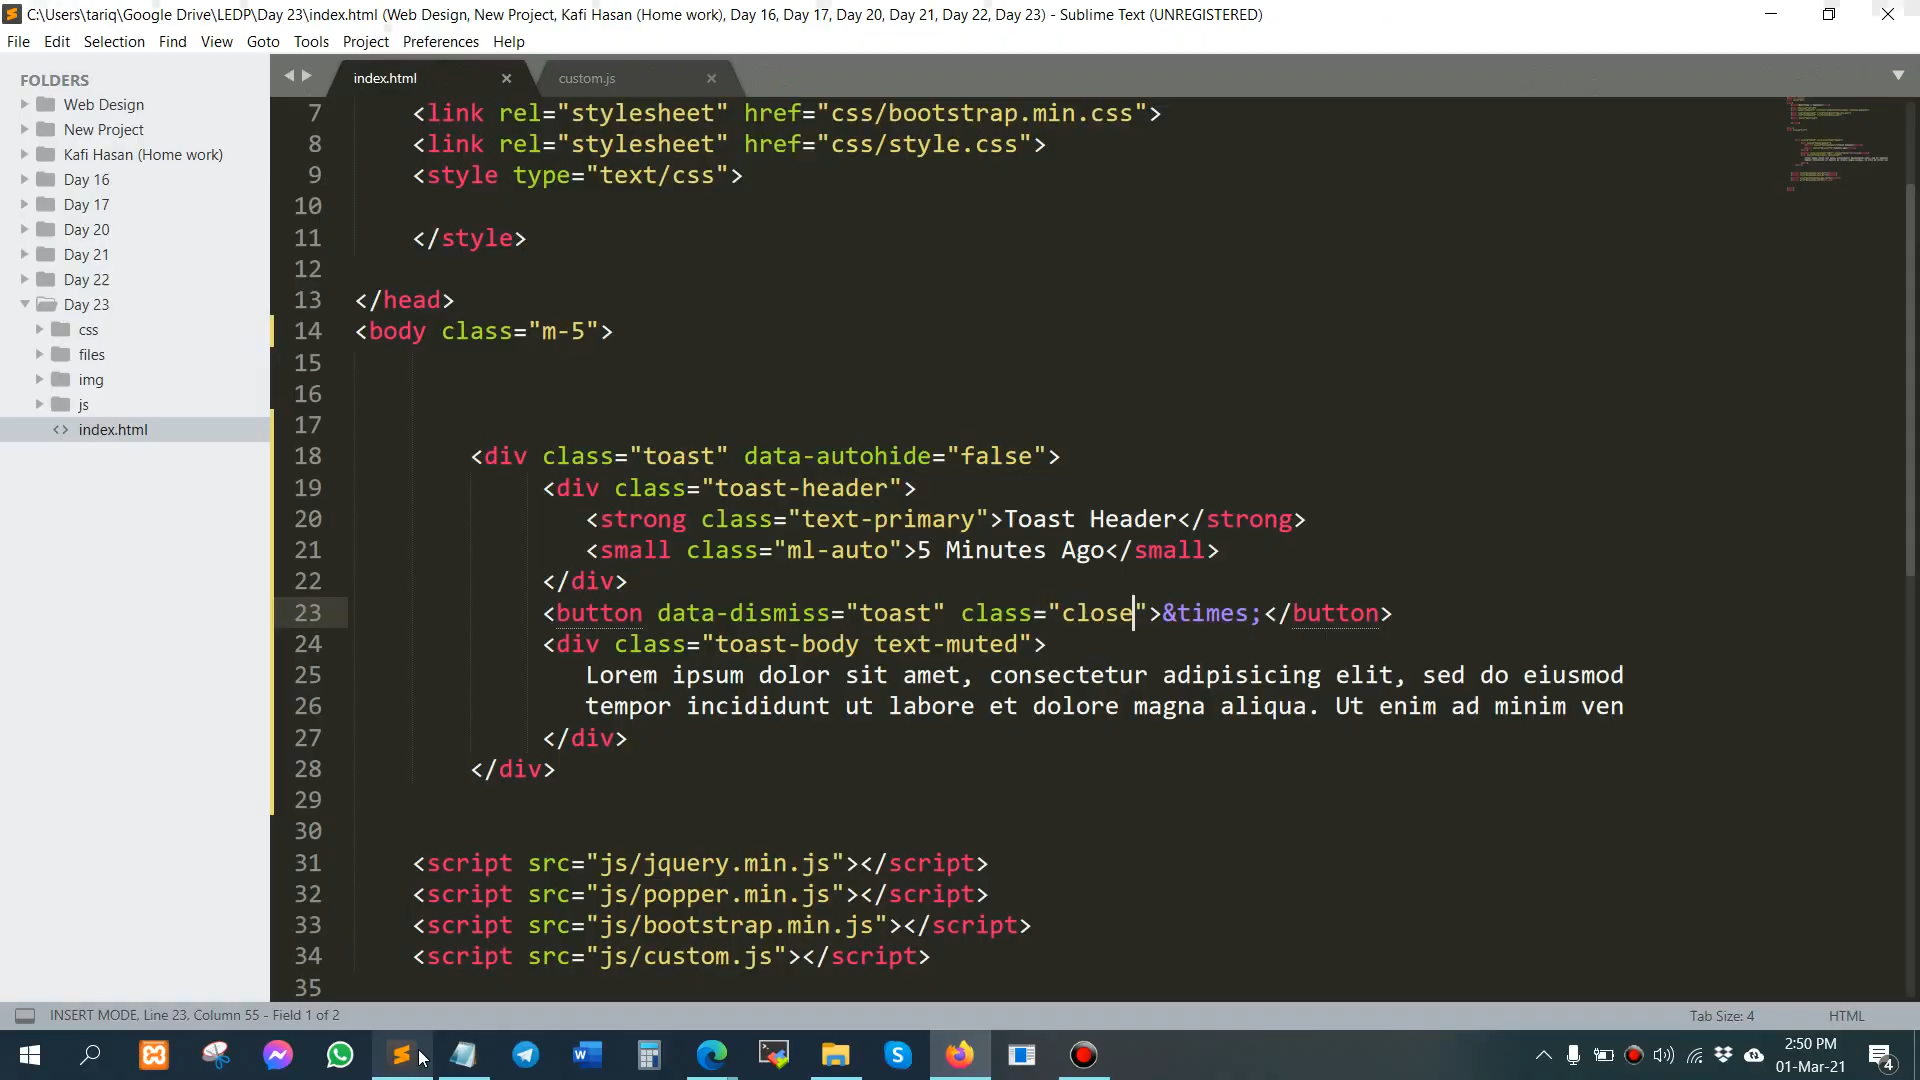 C:\Users\tariq\Google Drive\LEDP\Day 23\index.html (Web Design, New Project, Kafi Hasan (Home work), Day 16, Day 17, Day 20, Day 21, Day 22, Day 23) - Sublime Text (UNREGISTERED)
File Edit Selection Find View Goto Tools Project Preferences Help
FOLDERS
Web Design
New Project
Kafi Hasan (Home work)
Day 16
Day 17
Day 20
Day 21
Day 22
Day 23
css
files
img
js
<> index.html
index.html
custom.js
7 <link rel="stylesheet" href="css/bootstrap.min.css">
8 <link rel="stylesheet" href="css/style.css">
9 <style type="text/css">
10
11 </style>
12
13 </head>
14 <body class="m-5">
15
16
17
18 <div class="toast" data-autohide="false">
19 <div class="toast-header">
20 <strong class="text-primary">Toast Header</strong>
21 <small class="ml-auto">5 Minutes Ago</small>
22 </div>
23 <button data-dismiss="toast" class="close">&times;</button>
24 <div class="toast-body text-muted">
25 Lorem ipsum dolor sit amet, consectetur adipisicing elit, sed do eiusmod
26 tempor incididunt ut labore et dolore magna aliqua. Ut enim ad minim ven
27 </div>
28 </div>
29
30
31 <script src="js/jquery.min.js"></script>
32 <script src="js/popper.min.js"></script>
33 <script src="js/bootstrap.min.js"></script>
34 <script src="js/custom.js"></script>
35
INSERT MODE, Line 23, Column 55 - Field 1 of 2
Tab Size: 4
HTML
2:50 PM
01-Mar-21
4